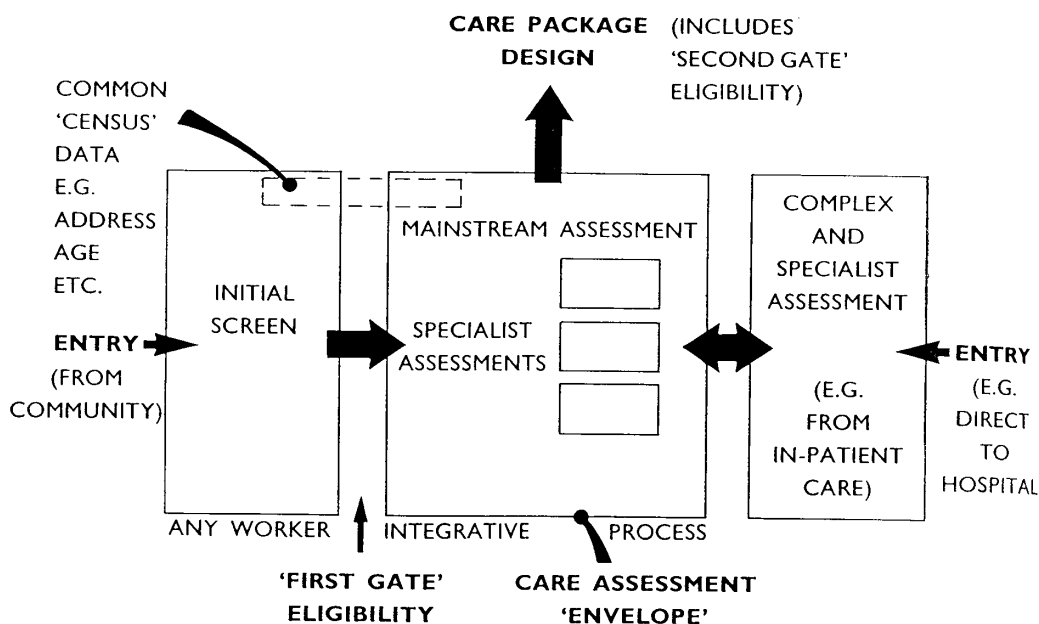 CARE PACKAGE
DESIGN
(INCLUDES
‘SECOND GATE’
ELIGIBILITY)
COMMON
‘CENSUS’
DATA
E.G.
ADDRESS
AGE
ETC.
ENTRY
(FROM
COMMUNITY)
INITIAL
SCREEN
ANY WORKER
MAINSTREAM ASSESSMENT
SPECIALIST
ASSESSMENTS
INTEGRATIVE PROCESS
COMPLEX
AND
SPECIALIST
ASSESSMENT
(E.G.
FROM
IN-PATIENT
CARE)
ENTRY
(E.G.
DIRECT
TO
HOSPITAL
‘FIRST GATE’
ELIGIBILITY
CARE ASSESSMENT
‘ENVELOPE’